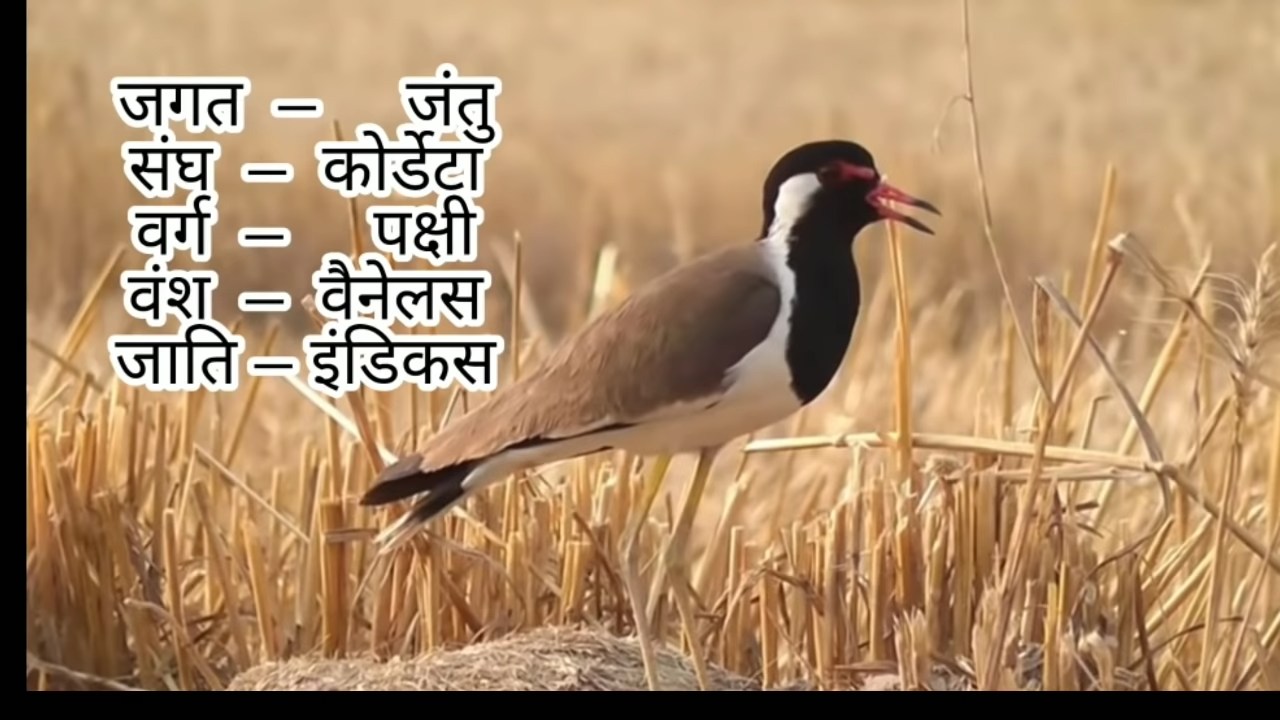 जगत – जंतु
संघ – कोर्डेटा
वर्ग – पक्षी
वंश – वैनेलस
जाति – इंडिकस